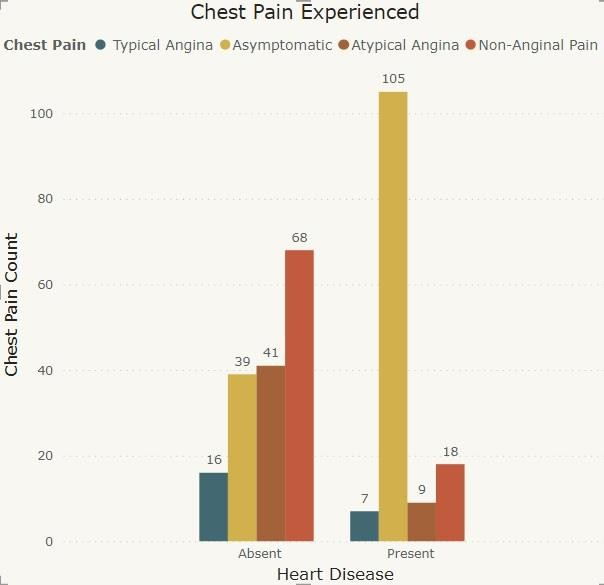 Chest Pain Experienced
Chest Pain Typical Angina Asymptomatic Atypical Angina Non-Anginal Pain
105
100
80
68
60
Chest Pain Count
39 41
40
16
20
18
7
9
0
Absent Present
Heart Disease